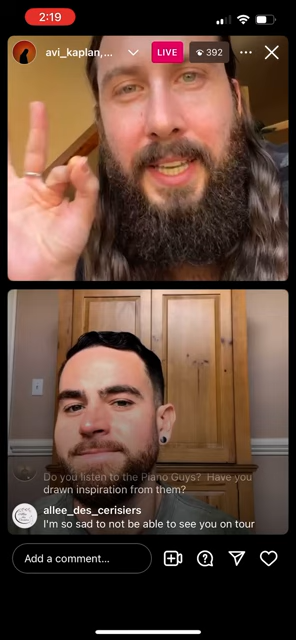 2:19
avi_kaplan,...
LIVE
392
Do you listen to the Piano Guys? Have you
drawn inspiration from them?
allee_des_cerisiers
I'm so sad to not be able to see you on tour
Add a comment...